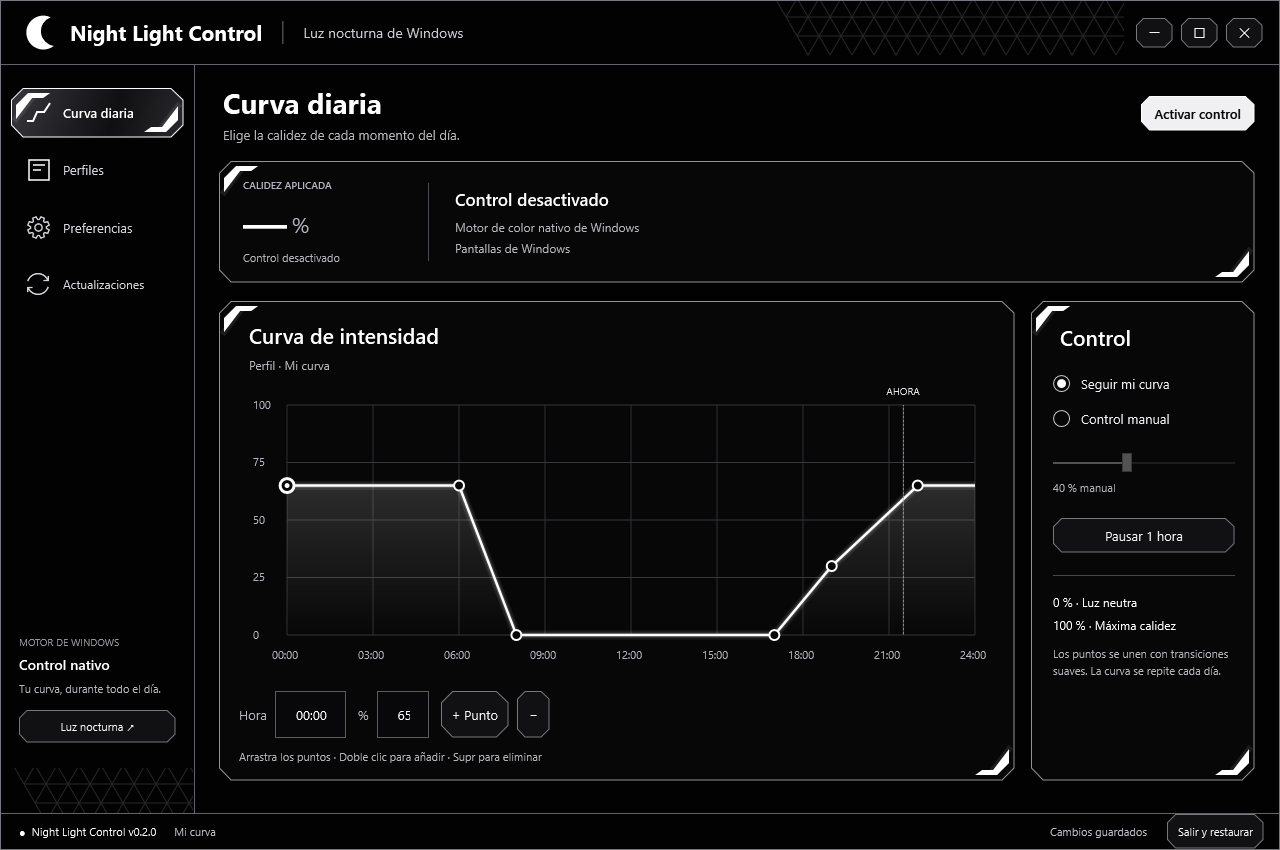 Night Light Control
Luz nocturna de Windows
Curva diaria
Perfiles
Preferencias
Actualizaciones
MOTOR DE WINDOWS
Control nativo
Tu curva, durante todo el día.
Luz nocturna ↗
Curva diaria
Elige la calidez de cada momento del día.
Activar control
CALIDEZ APLICADA
— %
Control desactivado
Control desactivado
Motor de color nativo de Windows
Pantallas de Windows
Curva de intensidad
Perfil · Mi curva
AHORA
100
75
50
25
0
00:00 03:00 06:00 09:00 12:00 15:00 18:00 21:00 24:00
Hora 00:00 % 65 + Punto −
Arrastra los puntos · Doble clic para añadir · Supr para eliminar
Control
Seguir mi curva
Control manual
40 % manual
Pausar 1 hora
0 % · Luz neutra
100 % · Máxima calidez
Los puntos se unen con transiciones
suaves. La curva se repite cada día.
● Night Light Control v0.2.0 Mi curva
Cambios guardados
Salir y restaurar